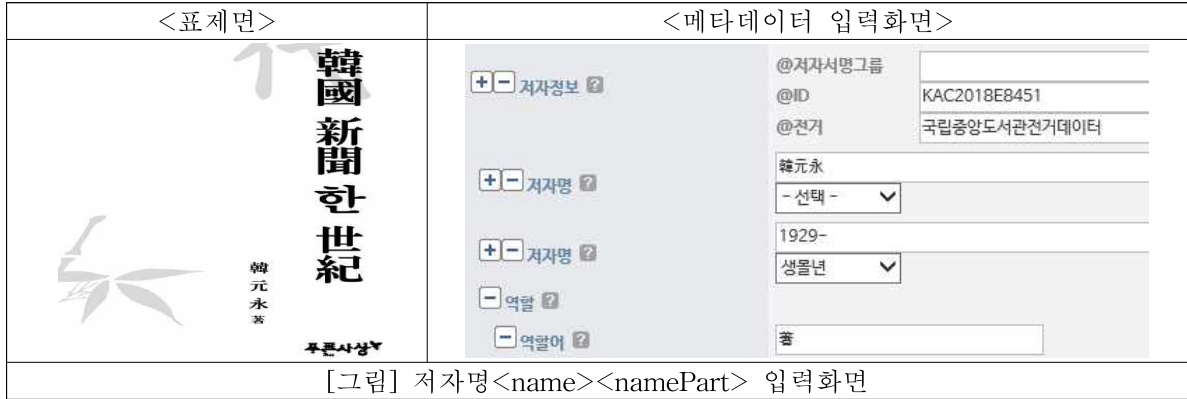 <표제면>
<메타데이터 입력화면>
韓國 新聞 한 世紀
韓元永 著
푸른사상
저자정보
@저자서명그룹
@ID KAC2018E8451
@전거 국립중앙도서관전거데이터
저자명 韓元永
- 선택 -
저자명 1929-
생몰년
역할
역할어 著
[그림] 저자명<name><namePart> 입력화면